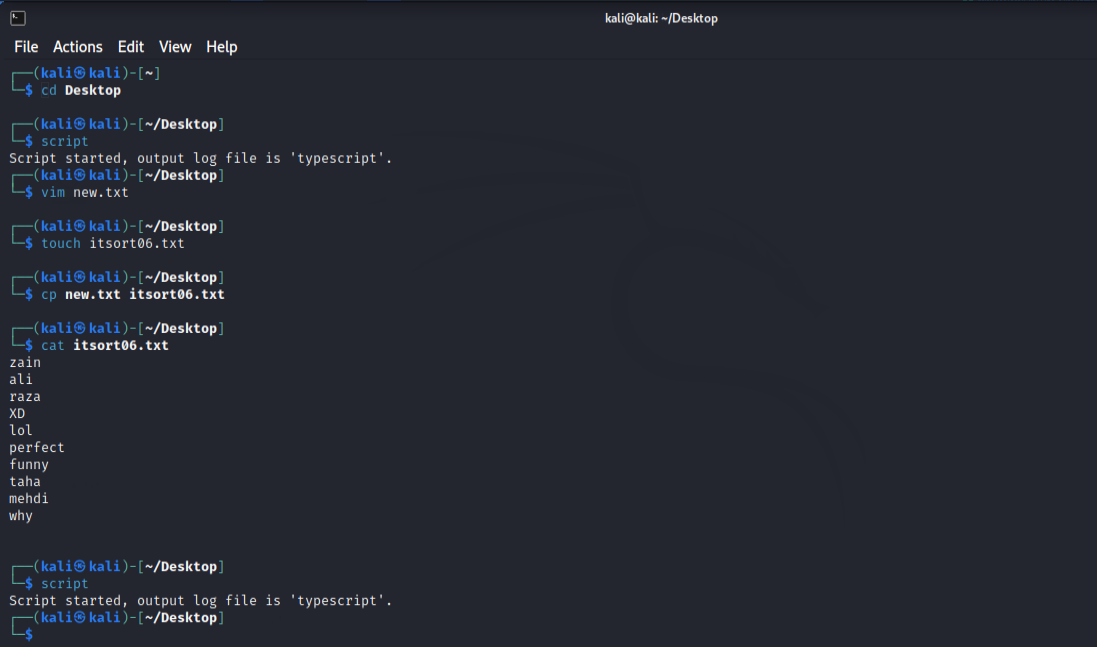 kali@kali: ~/Desktop
File Actions Edit View Help
┌──(kali㉿kali)-[~]
└─$ cd Desktop
┌──(kali㉿kali)-[~/Desktop]
└─$ script
Script started, output log file is 'typescript'.
┌──(kali㉿kali)-[~/Desktop]
└─$ vim new.txt
┌──(kali㉿kali)-[~/Desktop]
└─$ touch itsort06.txt
┌──(kali㉿kali)-[~/Desktop]
└─$ cp new.txt itsort06.txt
┌──(kali㉿kali)-[~/Desktop]
└─$ cat itsort06.txt
zain
ali
raza
XD
lol
perfect
funny
taha
mehdi
why
┌──(kali㉿kali)-[~/Desktop]
└─$ script
Script started, output log file is 'typescript'.
┌──(kali㉿kali)-[~/Desktop]
└─$